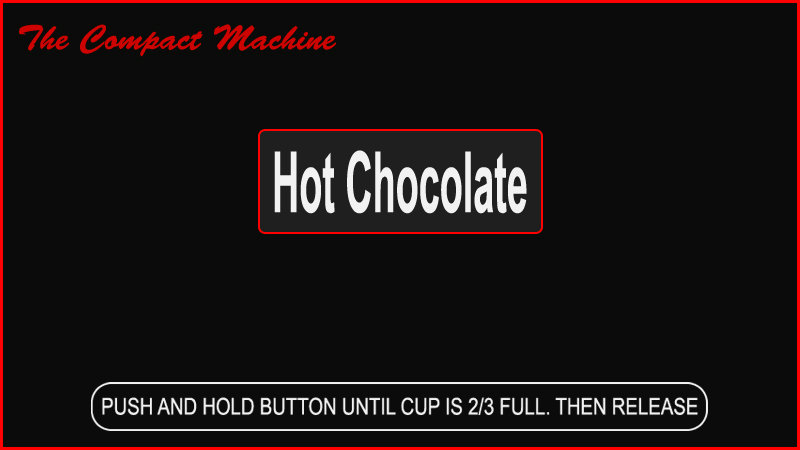 The Compact Machine
Hot Chocolate
PUSH AND HOLD BUTTON UNTIL CUP IS 2/3 FULL. THEN RELEASE